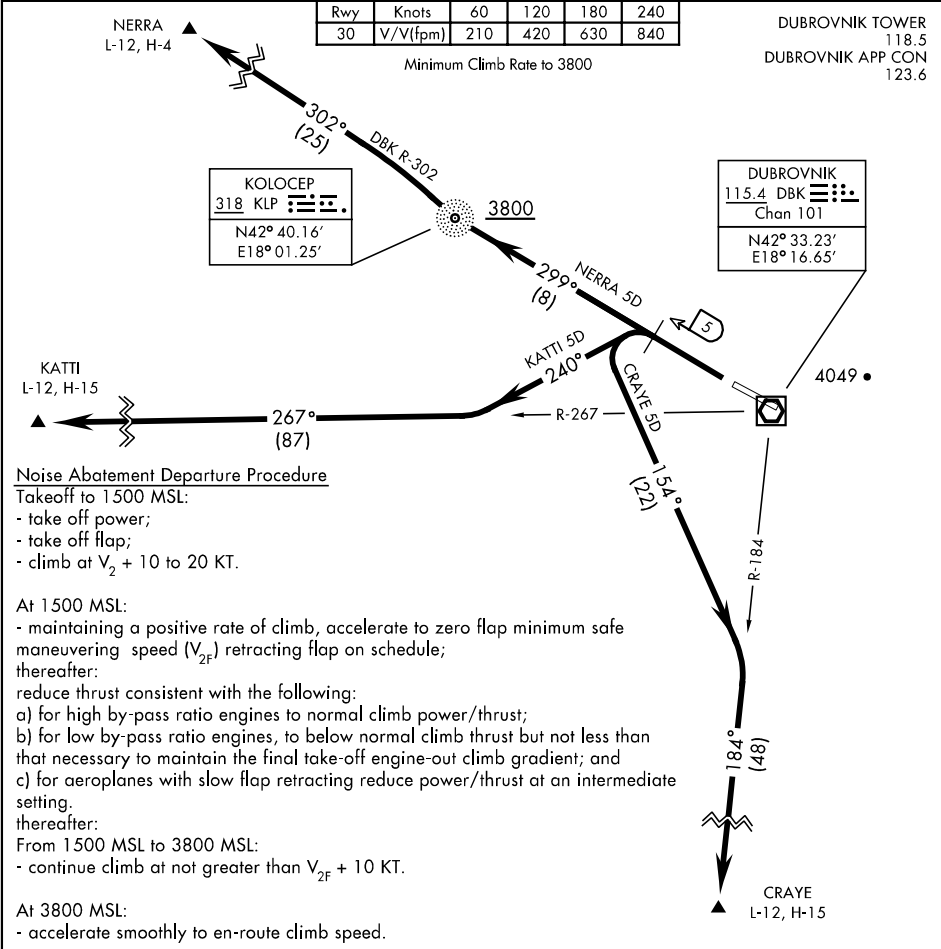 Rwy Knots 60 120 180 240
30 V/V(fpm) 210 420 630 840
Minimum Climb Rate to 3800
DUBROVNIK TOWER
118.5
DUBROVNIK APP CON
123.6
NERRA
L-12, H-4
302°
(25)
DBK R-302
KOLOCEP
318 KLP
N42° 40.16'
E18° 01.25'
3800
DUBROVNIK
115.4 DBK
Chan 101
N42° 33.23'
E18° 16.65'
299°
(8)
NERRA 5D
5
KATTI 5D
240°
CRAYE 5D
4049
KATTI
L-12, H-15
267°
(87)
R-267
154°
(22)
R-184
Noise Abatement Departure Procedure
Takeoff to 1500 MSL:
- take off power;
- take off flap;
- climb at V2 + 10 to 20 KT.
At 1500 MSL:
- maintaining a positive rate of climb, accelerate to zero flap minimum safe
maneuvering speed (V2F) retracting flap on schedule;
thereafter:
reduce thrust consistent with the following:
a) for high by-pass ratio engines to normal climb power/thrust;
b) for low by-pass ratio engines, to below normal climb thrust but not less than
that necessary to maintain the final take-off engine-out climb gradient; and
c) for aeroplanes with slow flap retracting reduce power/thrust at an intermediate
setting.
thereafter:
From 1500 MSL to 3800 MSL:
- continue climb at not greater than V2F + 10 KT.
At 3800 MSL:
- accelerate smoothly to en-route climb speed.
184°
(48)
CRAYE
L-12, H-15